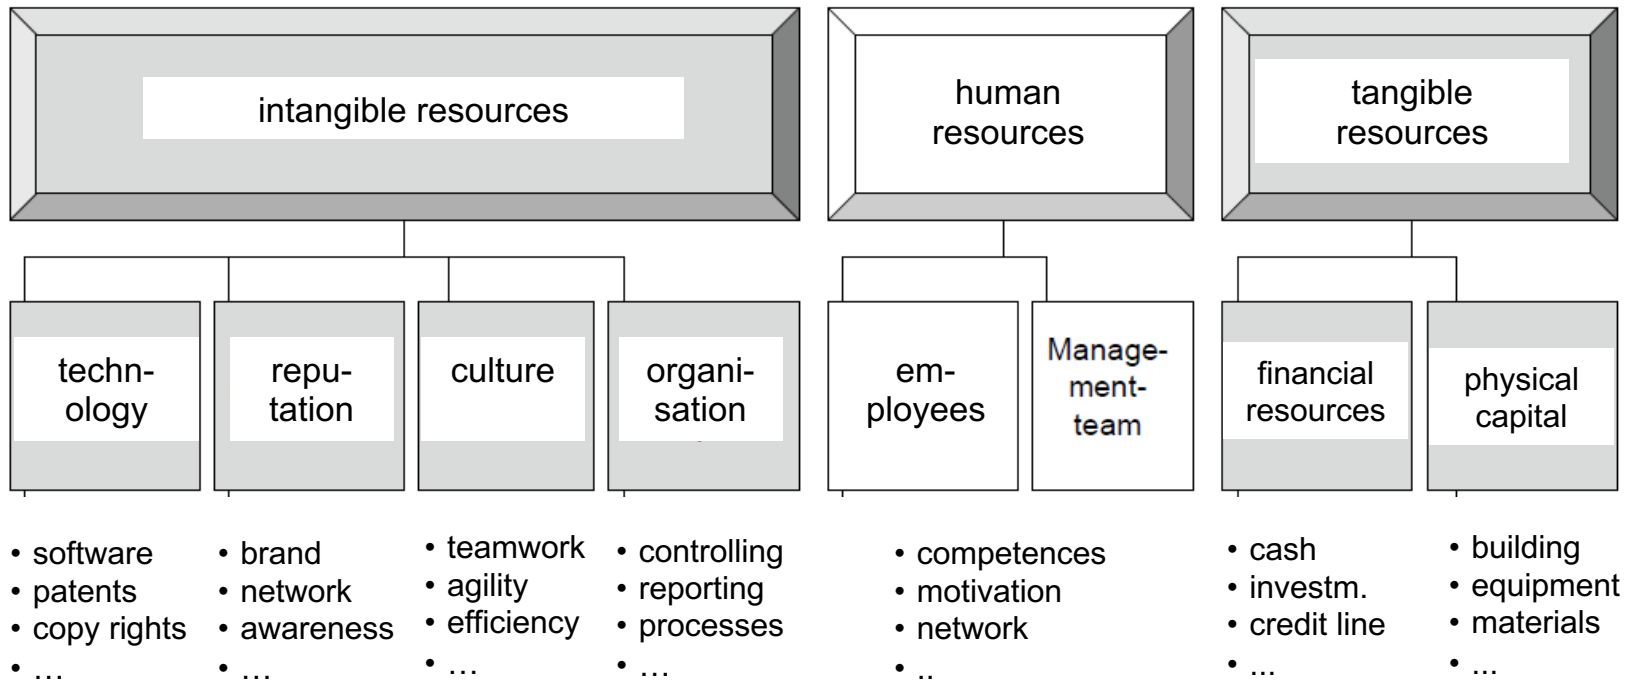 intangible resources
human
resources
tangible
resources
techn-
ology
repu-
tation
culture
organi-
sation
em-
ployees
Manage-
ment-
team
financial
resources
physical
capital
• software
• patents
• copy rights
• ...
• brand
• network
• awareness
• ...
• teamwork
• agility
• efficiency
• ...
• controlling
• reporting
• processes
• ...
• competences
• motivation
• network
• ..
• cash
• investm.
• credit line
• ...
• building
• equipment
• materials
• ...